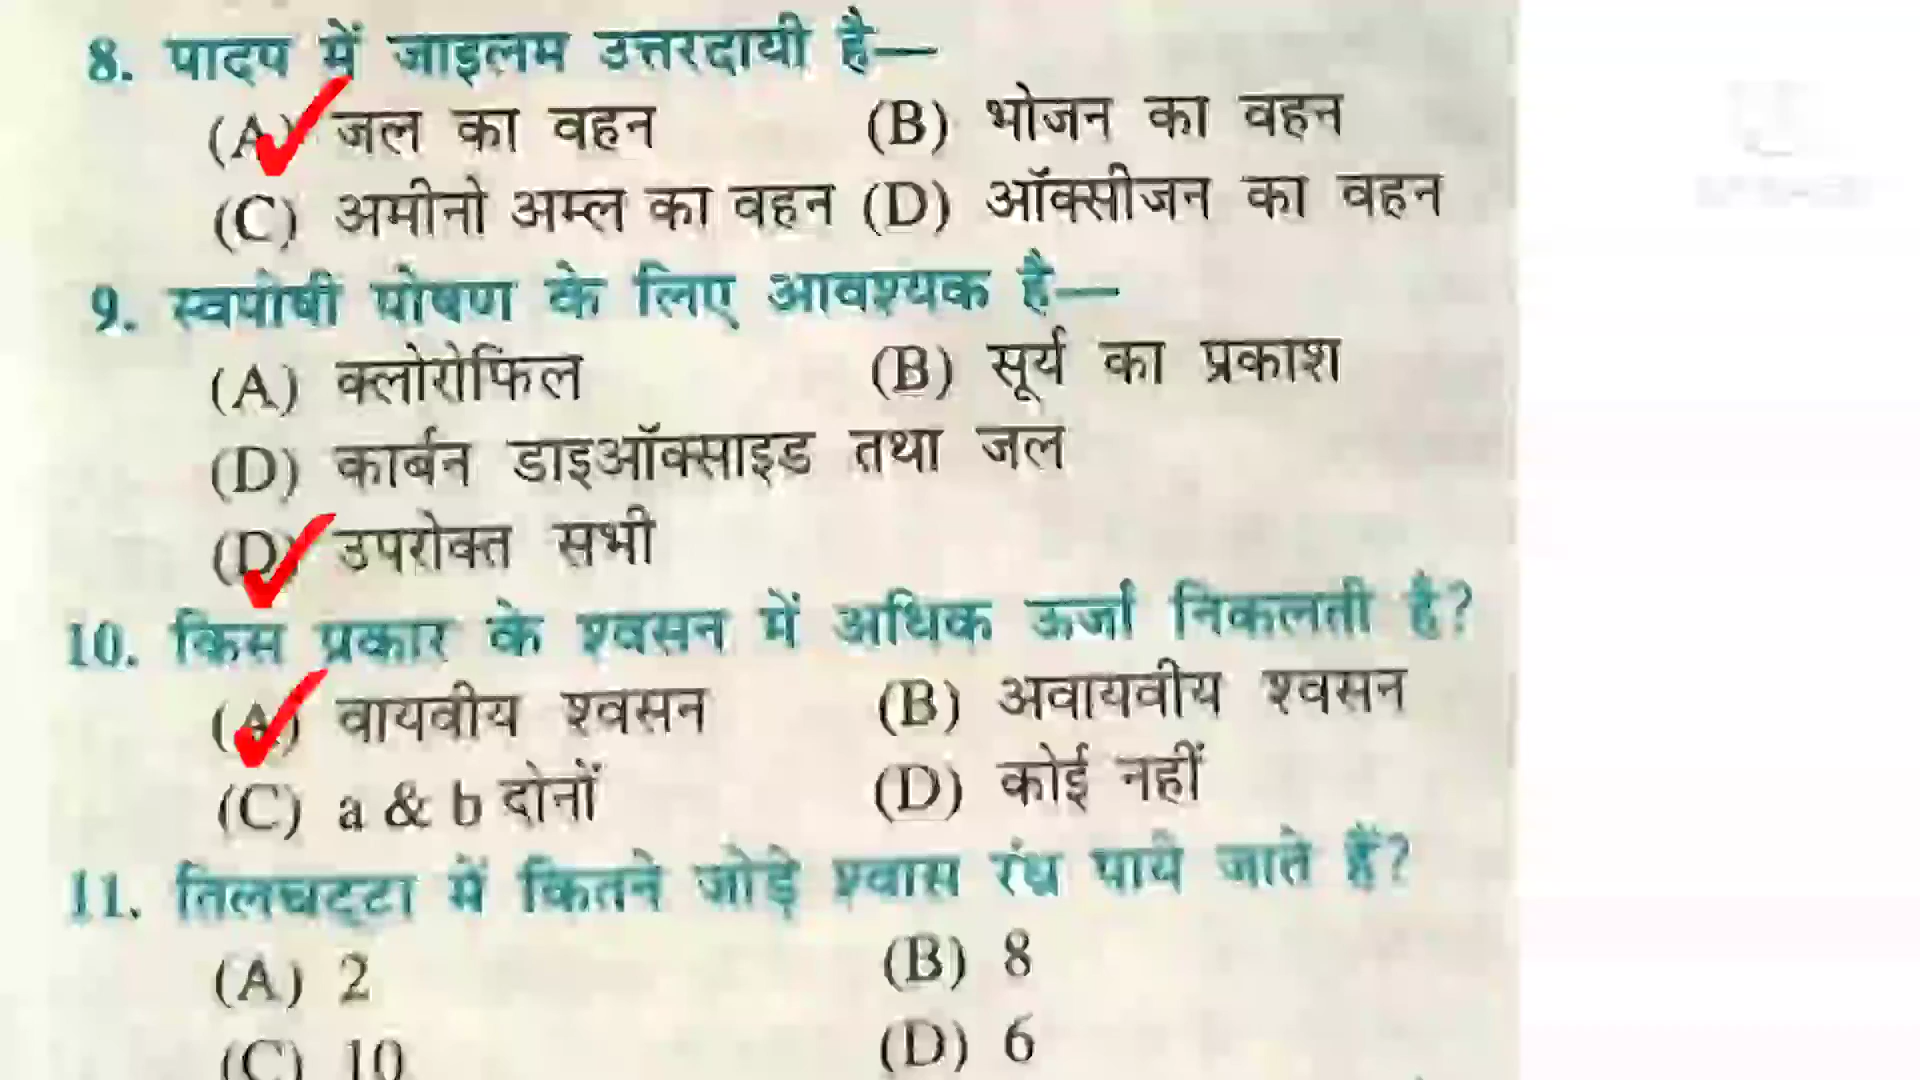 8. पादप में जाइलम उत्तरदायी है—
(A) जल का वहन (B) भोजन का वहन
(C) अमीनो अम्ल का वहन (D) ऑक्सीजन का वहन
9. स्वपोषी पोषण के लिए आवश्यक है—
(A) क्लोरोफिल (B) सूर्य का प्रकाश
(D) कार्बन डाइऑक्साइड तथा जल
(D) उपरोक्त सभी
10. किस प्रकार के श्वसन में अधिक ऊर्जा निकलती है?
(A) वायवीय श्वसन (B) अवायवीय श्वसन
(C) a & b दोनों (D) कोई नहीं
11. तिलचट्टा में कितने जोड़े श्वास रंध्र पाये जाते हैं?
(A) 2 (B) 8
(C) 10 (D) 6